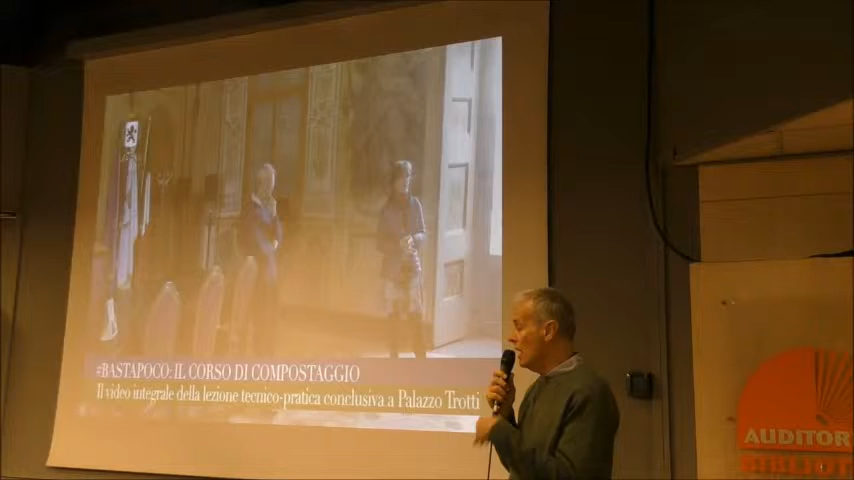 #BASTAPOCO: IL CORSO DI COMPOSTAGGIO
Il video integrale della lezione tecnico-pratica conclusiva a Palazzo Trotti
AUDITOR
BIBLIOT